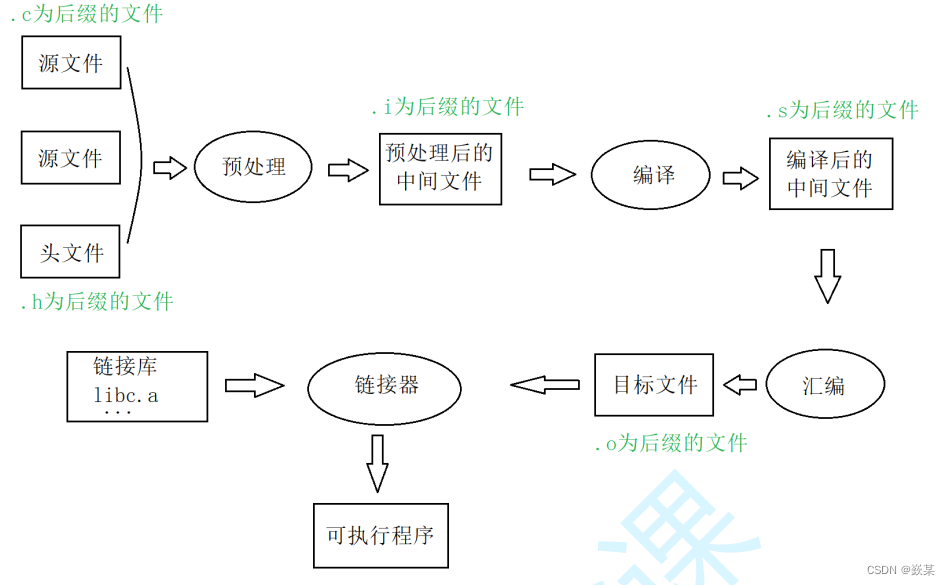 .c为后缀的文件
源文件
源文件
头文件
.h为后缀的文件
预处理
.i为后缀的文件
预处理后的
中间文件
编译
.s为后缀的文件
编译后的
中间文件
汇编
目标文件
.o为后缀的文件
链接库
libc.a
...
链接器
可执行程序
课
CSDN @嵌某